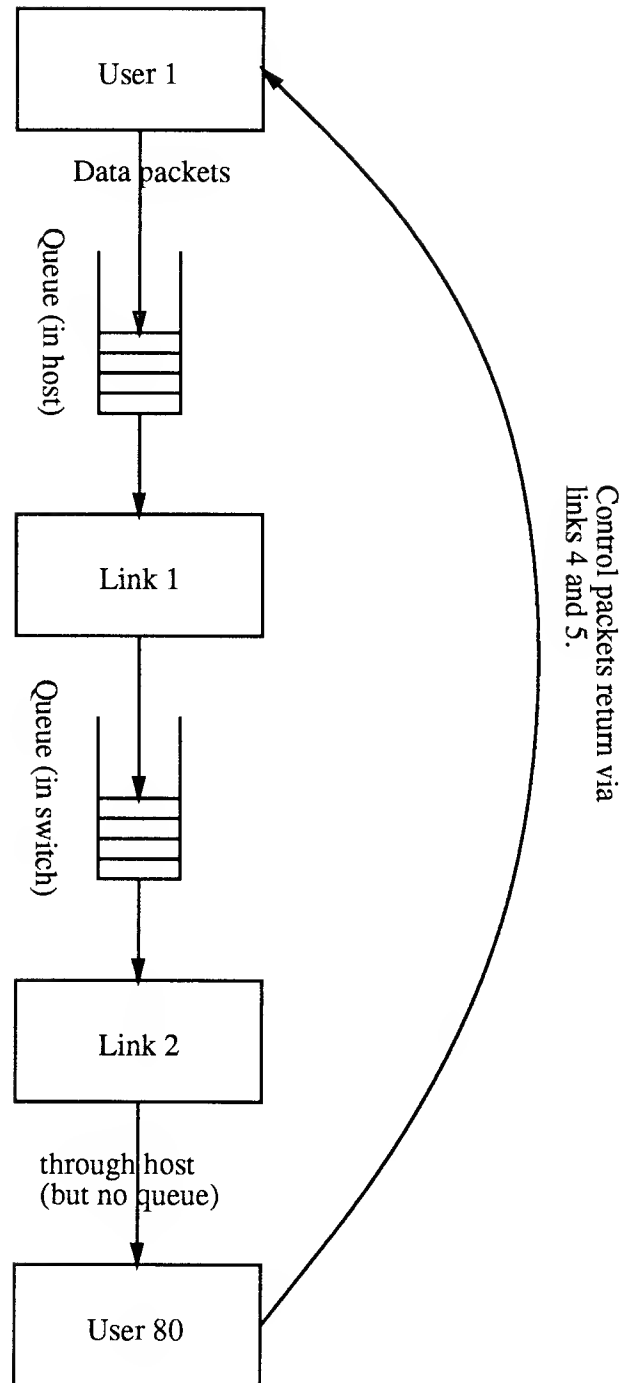 User 1
Data packets
Queue (in host)
Link 1
Control packets return via
links 4 and 5.
Queue (in switch)
Link 2
through host
(but no queue)
User 80